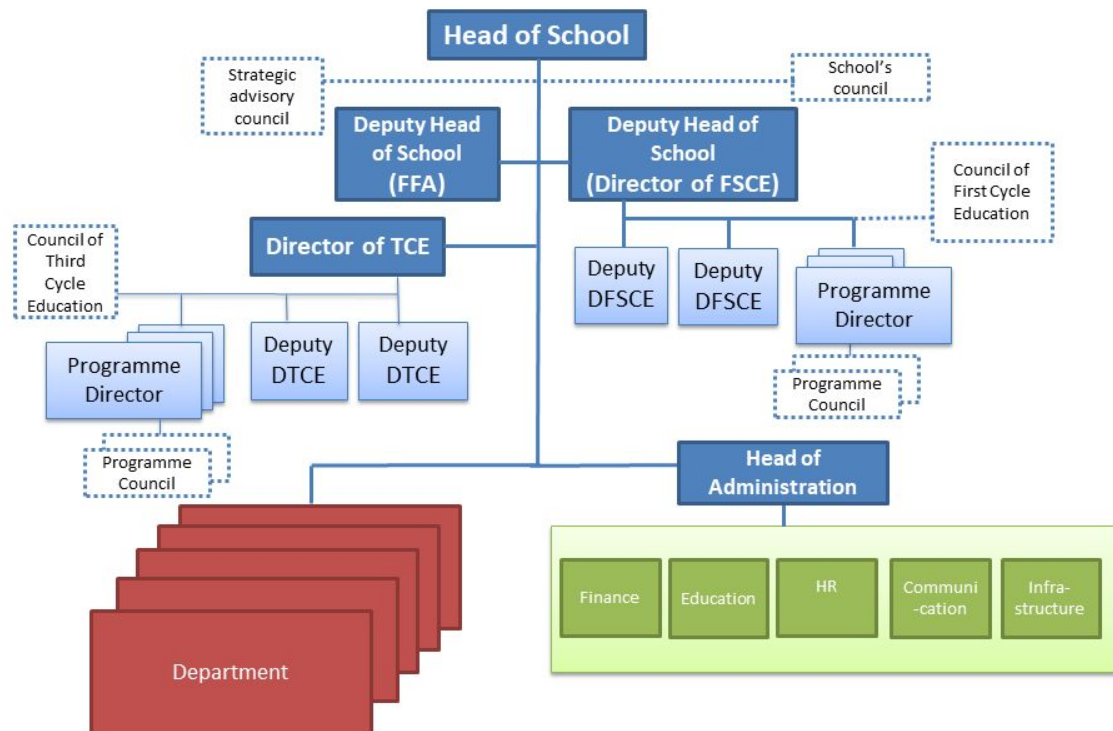 Head of School
Strategic
advisory
council
School's
council
Deputy Head
of School
(FFA)
Deputy Head of
School
(Director of FSCE)
Council of
First Cycle
Education
Director of TCE
Council of
Third
Cycle
Education
Deputy
DFSCE
Deputy
DFSCE
Programme
Director
Programme
Director
Deputy
DTCE
Deputy
DTCE
Programme
Council
Programme
Council
Head of
Administration
Finance
Education
HR
Communi
-cation
Infra-
structure
Department